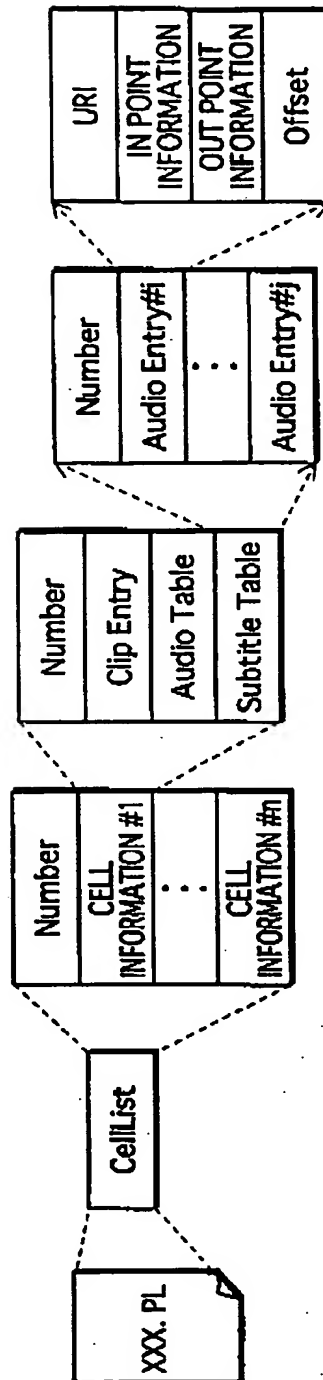 XXX. PL
CellList
Number
CELL
INFORMATION #1
. . .
CELL
INFORMATION #n
Number
Clip Entry
Audio Table
Subtitle Table
Number
Audio Entry#i
. . .
Audio Entry#j
URI
IN POINT
INFORMATION
OUT POINT
INFORMATION
Offset